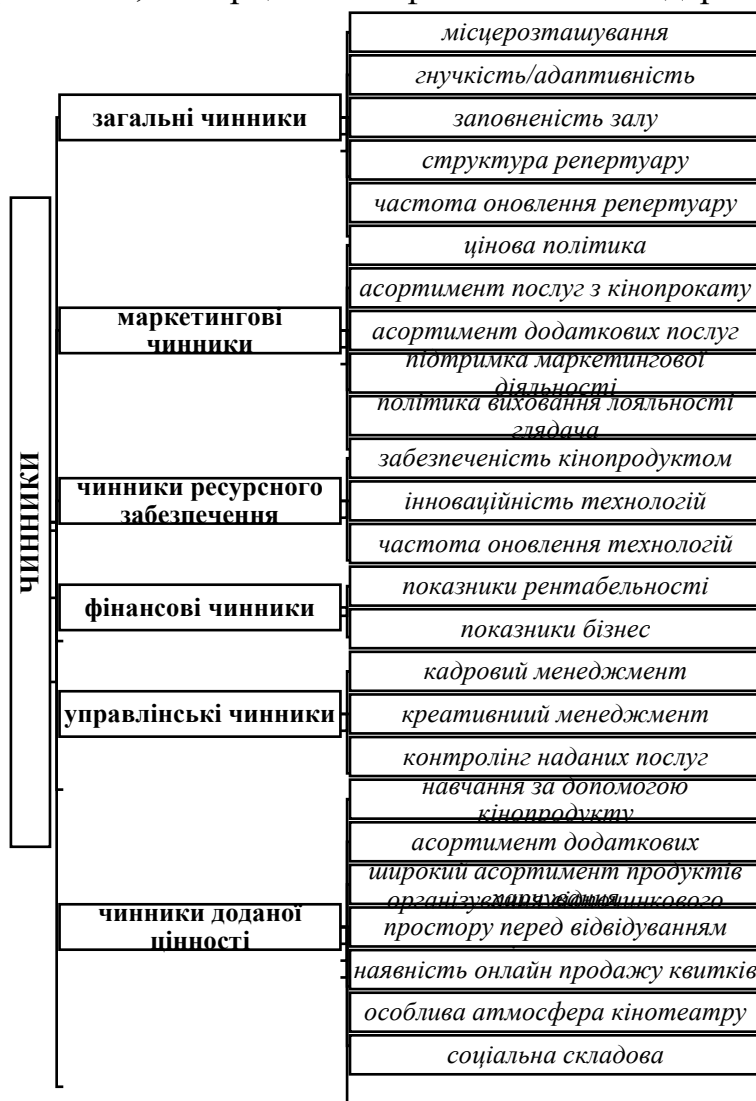 місцерозташування
гнучкість/адаптивність
загальні чинники
заповненість залу
структура репертуару
частота оновлення репертуару
цінова політика
асортимент послуг з кінопрокату
маркетингові
чинники
асортимент додаткових послуг
підтримка маркетингової
діяльності
політика виховання лояльності
глядача
забезпеченість кінопродуктом
чинники ресурсного
забезпечення
інноваційність технологій
частота оновлення технологій
чинники
фінансові чинники
показники рентабельності
показники бізнес
кадровий менеджмент
управлінські чинники
креативниий менеджмент
контролінг наданих послуг
навчання за допомогою
кінопродукту
асортимент додаткових
широкий асортимент продуктів
харчування
організування відпочинкового
чинники доданої
цінності
простору перед відвідуванням
наявність онлайн продажу квитків
особлива атмосфера кінотеатру
соціальна складова